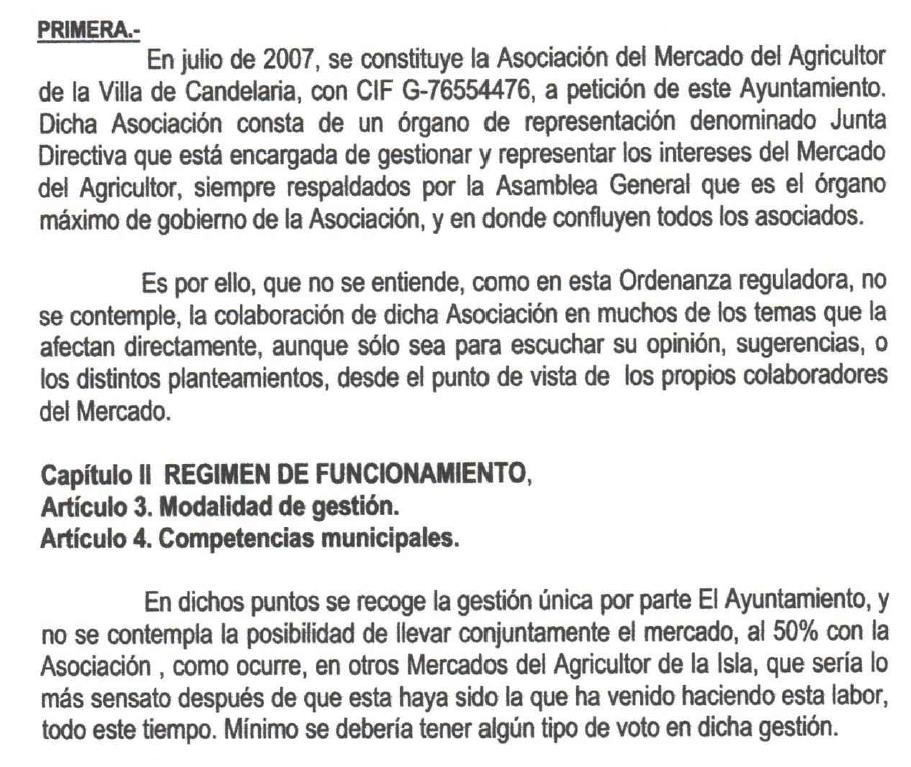 PRIMERA.-
En julio de 2007, se constituye la Asociación del Mercado del Agricultor
de la Villa de Candelaria, con CIF G-76554476, a petición de este Ayuntamiento.
Dicha Asociación consta de un órgano de representación denominado Junta
Directiva que está encargada de gestionar y representar los intereses del Mercado
del Agricultor, siempre respaldados por la Asamblea General que es el órgano
máximo de gobierno de la Asociación, y en donde confluyen todos los asociados.
Es por ello, que no se entiende, como en esta Ordenanza reguladora, no
se contemple, la colaboración de dicha Asociación en muchos de los temas que la
afectan directamente, aunque sólo sea para escuchar su opinión, sugerencias, o
los distintos planteamientos, desde el punto de vista de los propios colaboradores
del Mercado.
Capítulo II REGIMEN DE FUNCIONAMIENTO,
Artículo 3. Modalidad de gestión.
Artículo 4. Competencias municipales.
En dichos puntos se recoge la gestión única por parte El Ayuntamiento, y
no se contempla la posibilidad de llevar conjuntamente el mercado, al 50% con la
Asociación , como ocurre, en otros Mercados del Agricultor de la Isla, que sería lo
más sensato después de que esta haya sido la que ha venido haciendo esta labor,
todo este tiempo. Mínimo se debería tener algún tipo de voto en dicha gestión.